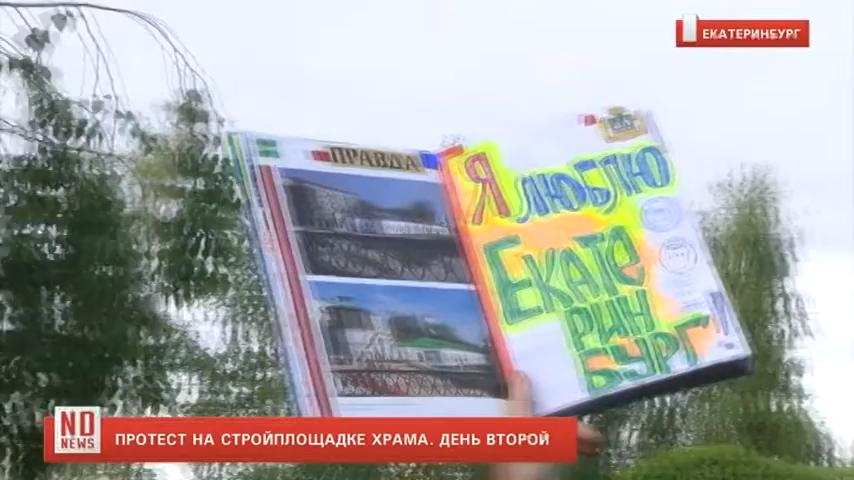 ЕКАТЕРИНБУРГ
ПРАВДА
Я ЛЮБЛЮ
ЕКАТЕ
РИН
БУРГ!
ND
NEWS
ПРОТЕСТ НА СТРОЙПЛОЩАДКЕ ХРАМА. ДЕНЬ ВТОРОЙ